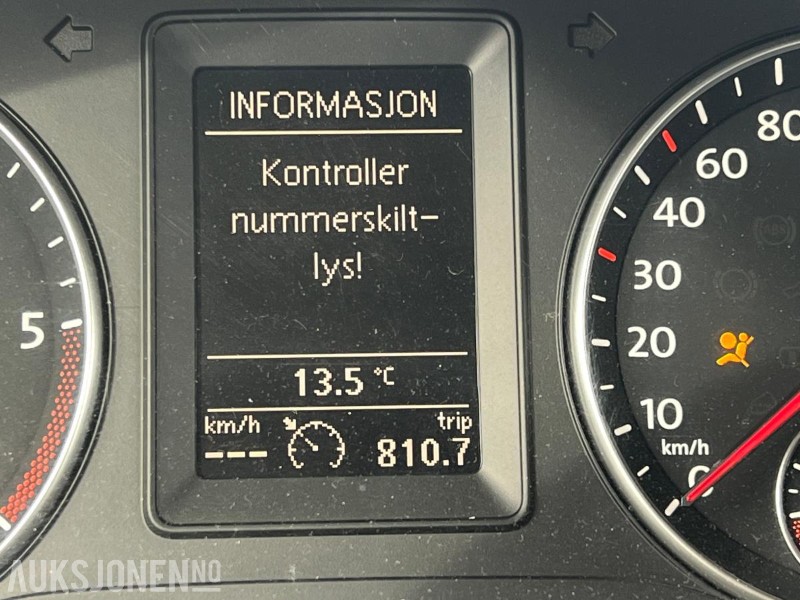 INFORMASJON
Kontroller
nummerskilt-
lys!
13.5 °C
km/h
---
trip
810.7
5
80
60
40
30
20
10
0
km/h
AUKSJONEN.NO